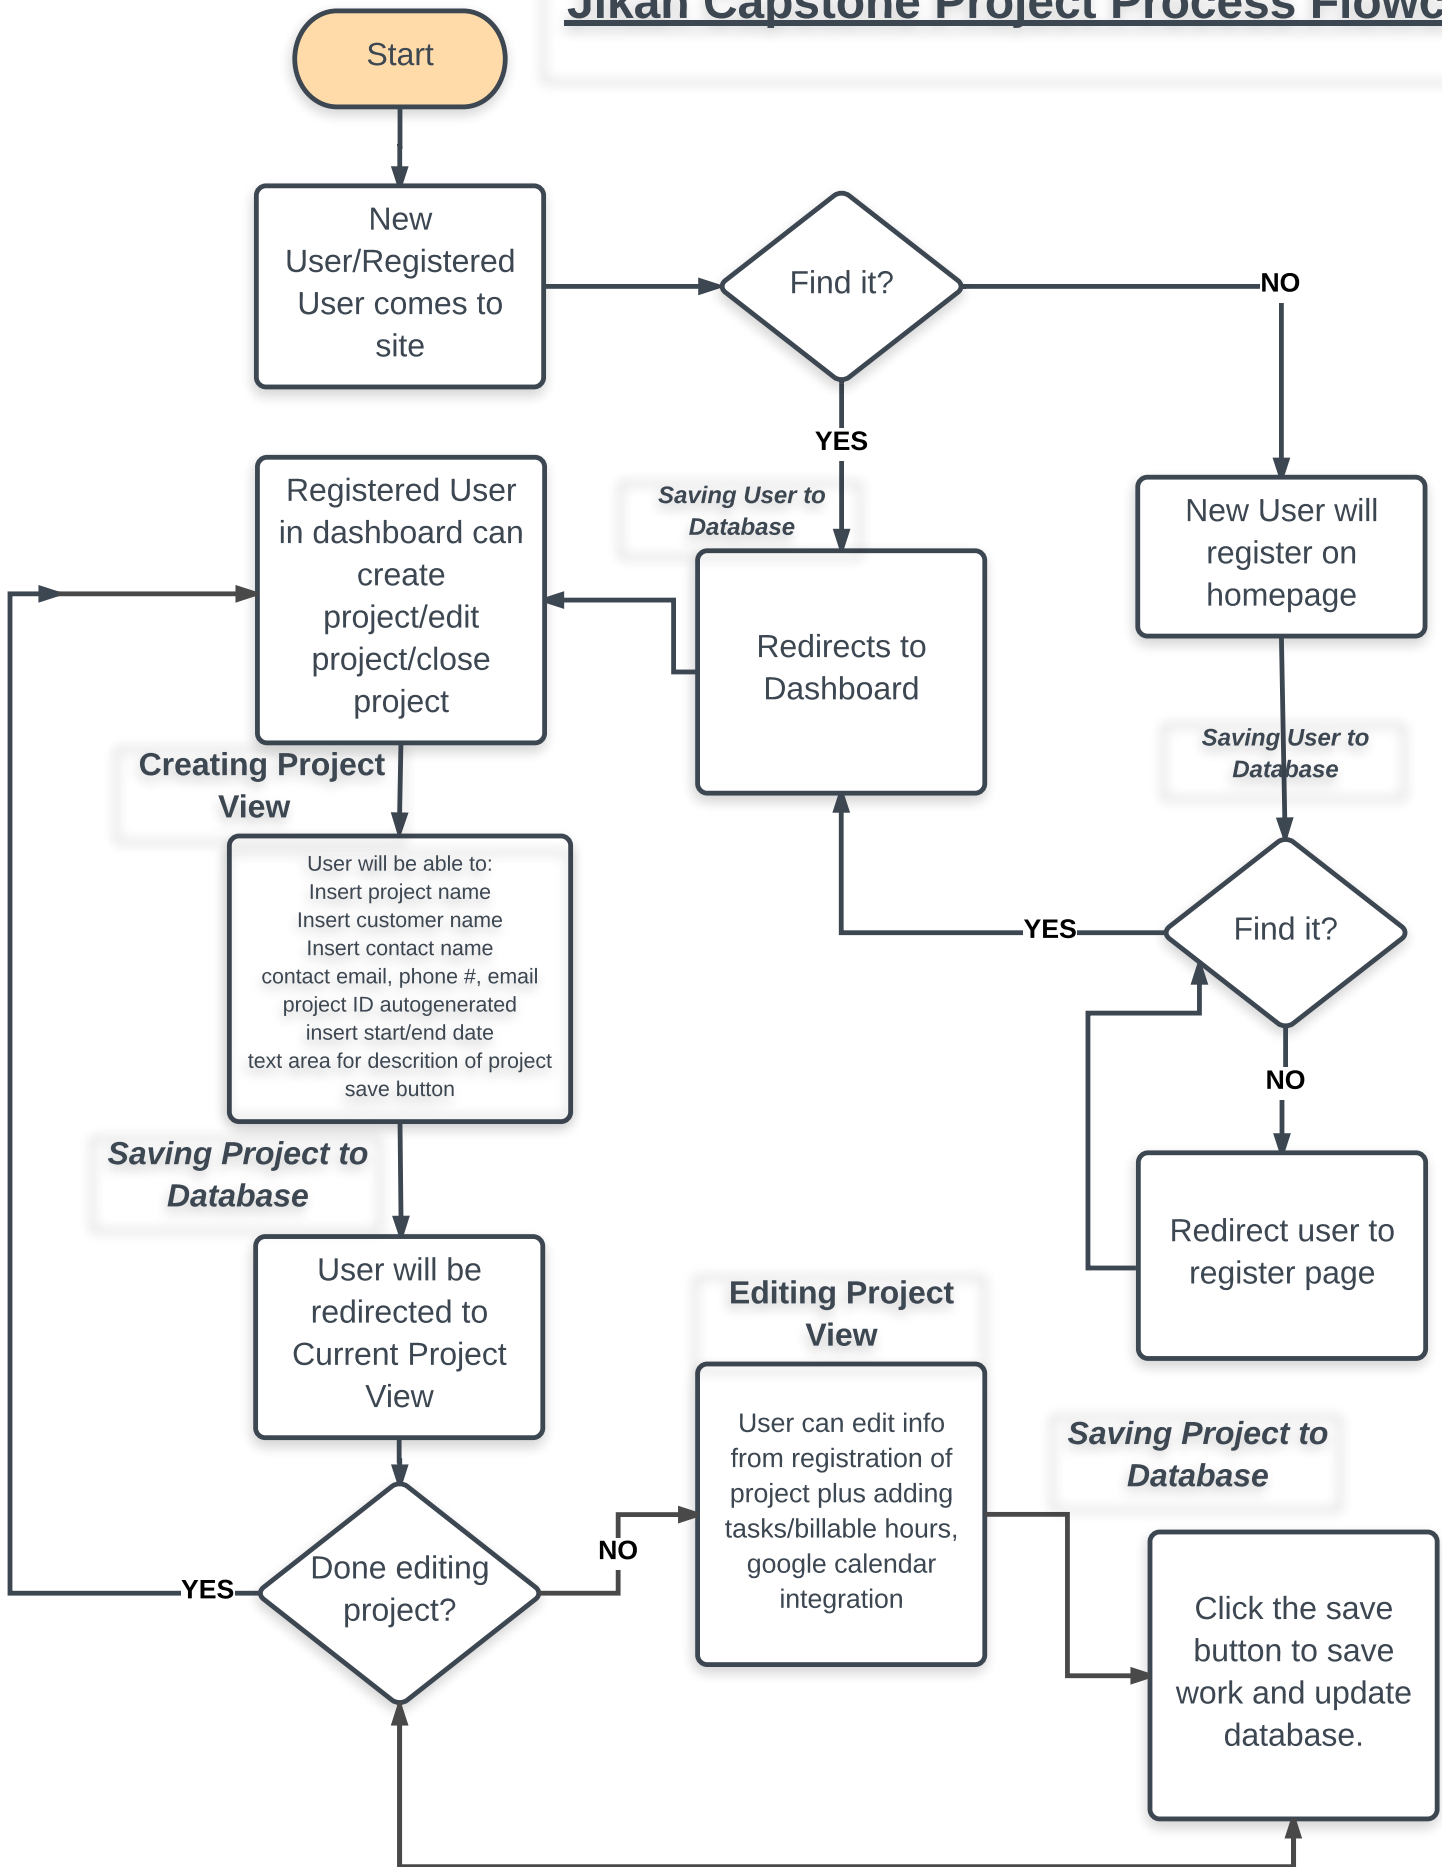 Jikan Capstone Project Process
Start
New
User/Registered
User comes to
site
Find it?
NO
YES
Registered User
in dashboard can
create
project/edit
project/close
project
Saving User to
Database
Redirects to
Dashboard
New User will
register on
homepage
Creating Project
View
Saving User to
Database
User will be able to:
Insert project name
Insert customer name
Insert contact name
contact email, phone #, email
project ID autogenerated
insert start/end date
text area for descrition of project
save button
YES
Find it?
NO
Saving Project to
Database
Redirect user to
register page
User will be
redirected to
Current Project
View
Editing Project
View
User can edit info
from registration of
project plus adding
tasks/billable hours,
google calendar
integration
Saving Project to
Database
Done editing
project?
YES
NO
Click the save
button to save
work and update
database.